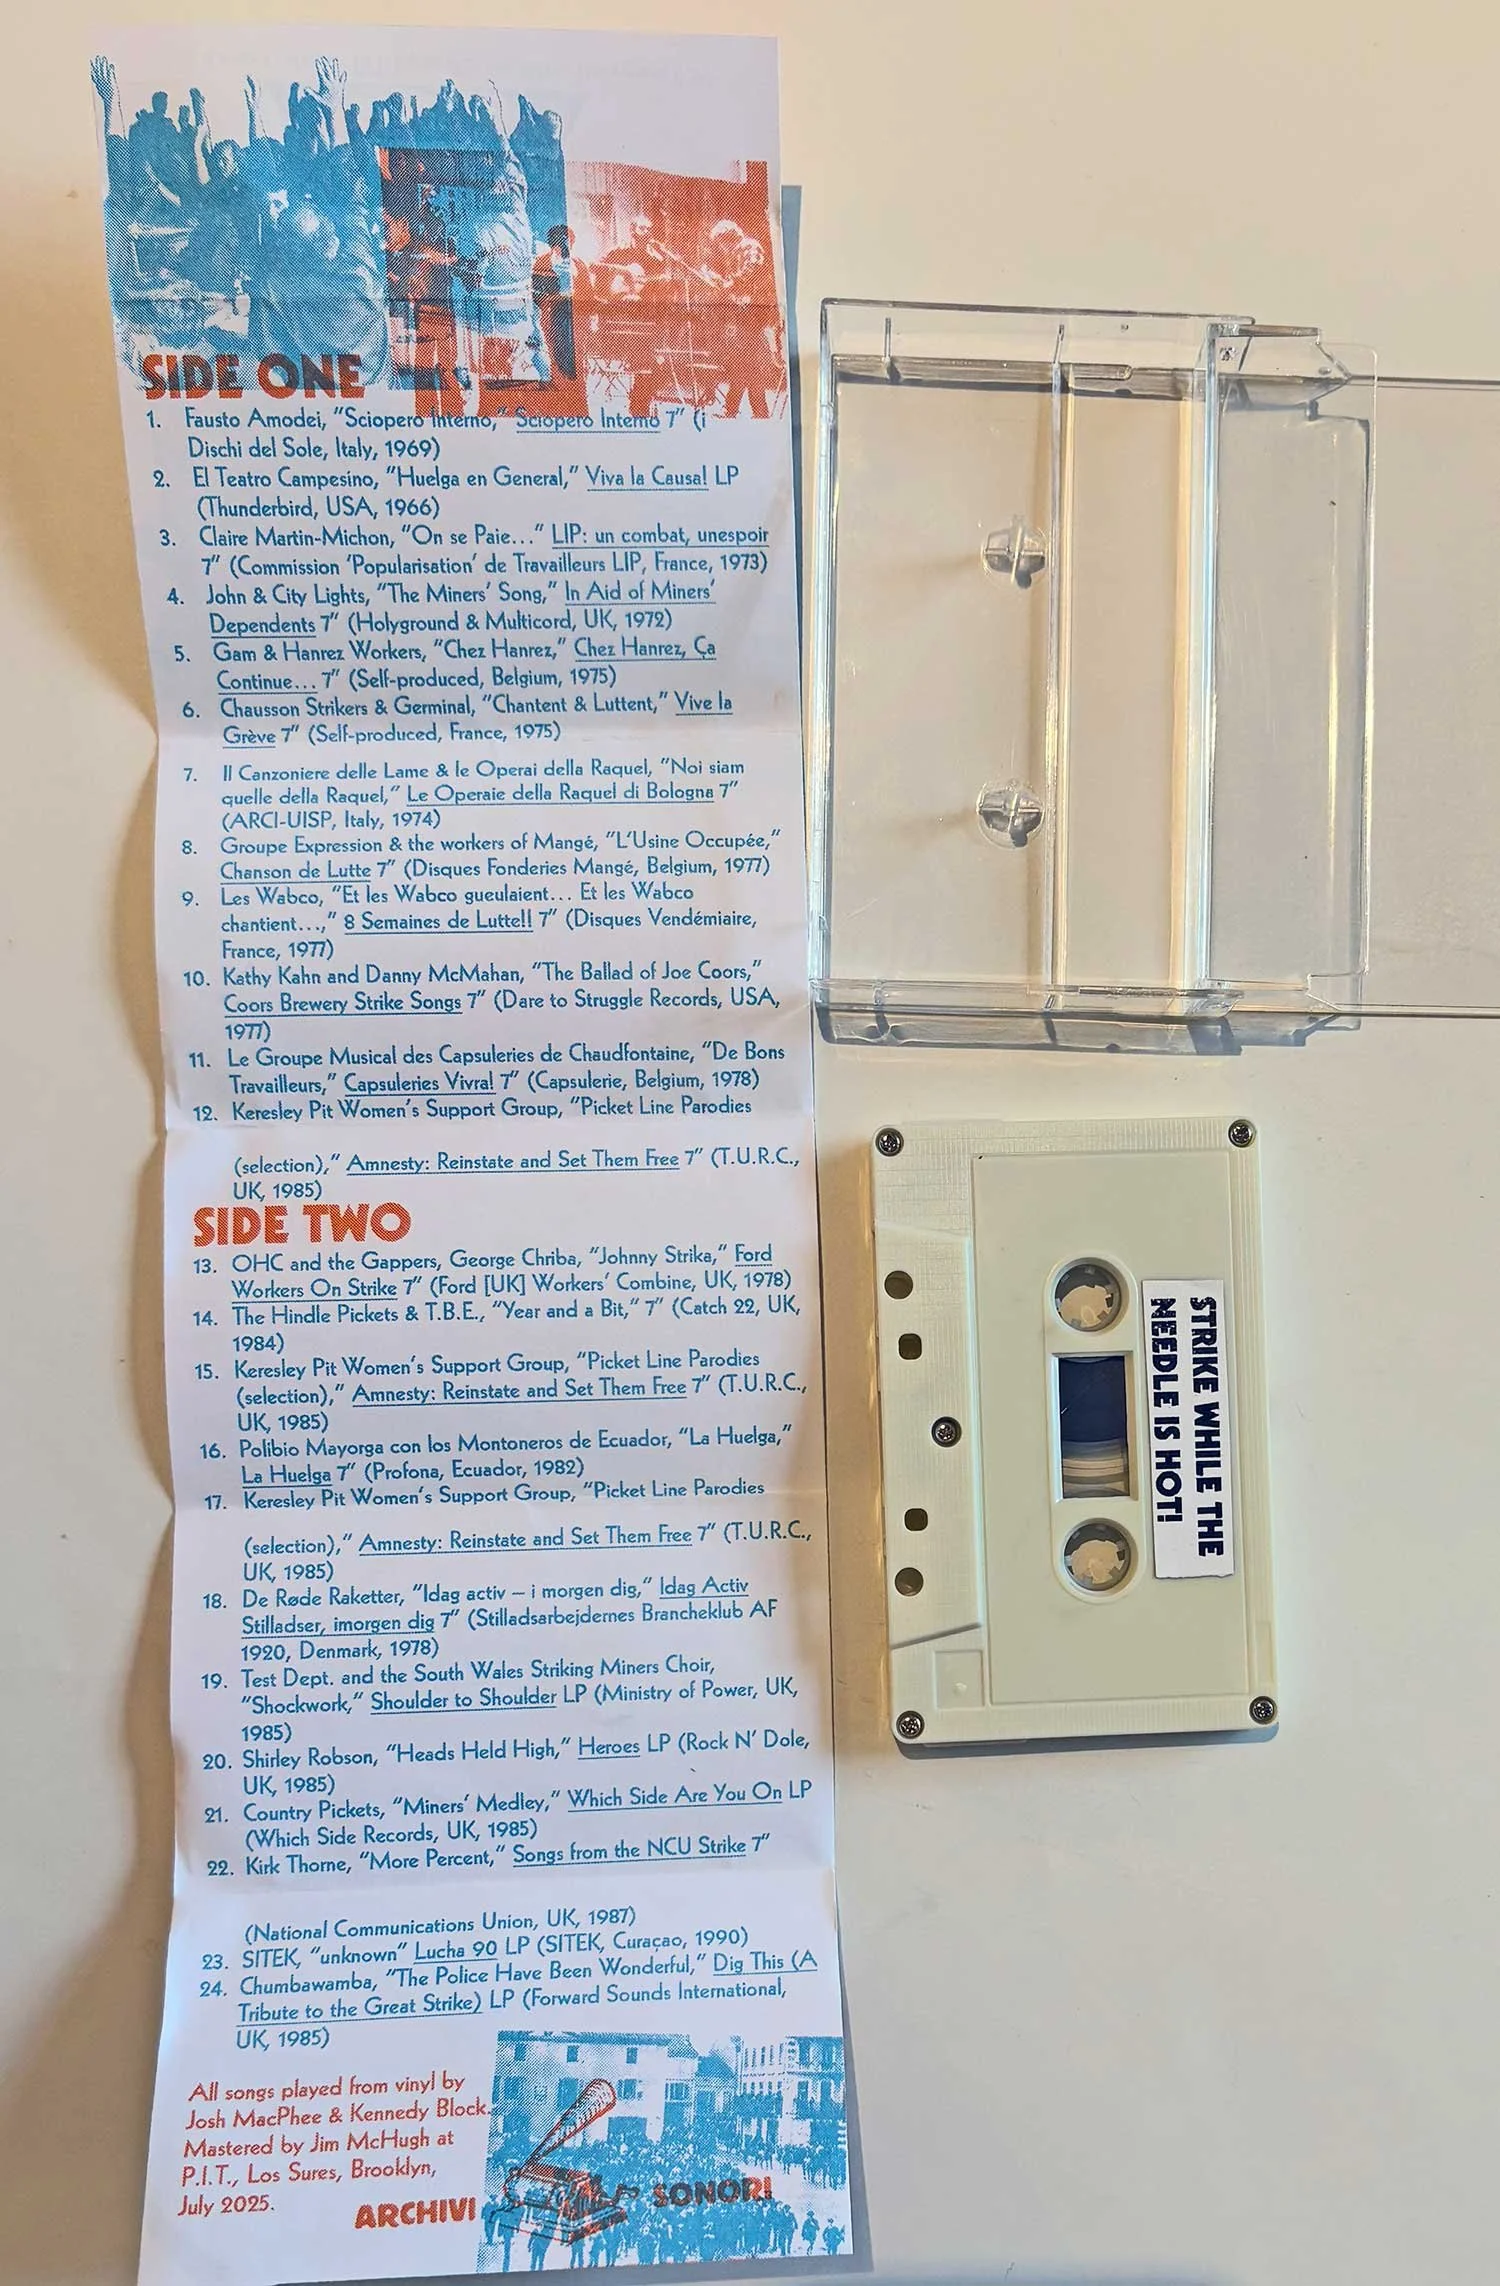 SIDE ONE
1. Fausto Amodei, "Sciopero Interno," Sciopero Interno 7" (i
Dischi del Sole, Italy, 1969)
2. El Teatro Campesino, "Huelga en General," Viva la Causa! LP
(Thunderbird, USA, 1966)
3. Claire Martin-Michon, "On se Paie..." LIP: un combat, unespoir
7" (Commission 'Popularisation' de Travailleurs LIP, France, 1973)
4. John & City Lights, "The Miners' Song," In Aid of Miners'
Dependents 7" (Holyground & Multicord, UK, 1972)
5. Gam & Hanrez Workers, "Chez Hanrez," Chez Hanrez, Ça
Continue... 7" (Self-produced, Belgium, 1975)
6. Chausson Strikers & Germinal, "Chantent & Luttent," Vive la
Grève 7" (Self-produced, France, 1975)
7. Il Canzoniere delle Lame & le Operai della Raquel, "Noi siam
quelle della Raquel," Le Operaie della Raquel di Bologna 7"
(ARCI-UISP, Italy, 1974)
8. Groupe Expression & the workers of Mangé, "L'Usine Occupée,"
Chanson de Lutte 7" (Disques Fonderies Mangé, Belgium, 1977)
9. Les Wabco, "Et les Wabco gueulaient... Et les Wabco
chantient...," 8 Semaines de Lutte!! 7" (Disques Vendémiaire,
France, 1977)
10. Kathy Kahn and Danny McMahan, "The Ballad of Joe Coors,"
Coors Brewery Strike Songs 7" (Dare to Struggle Records, USA,
1977)
11. Le Groupe Musical des Capsuleries de Chaudfontaine, "De Bons
Travailleurs," Capsuleries Vivra! 7" (Capsulerie, Belgium, 1978)
12. Keresley Pit Women's Support Group, "Picket Line Parodies
(selection)," Amnesty: Reinstate and Set Them Free 7" (T.U.R.C.,
UK, 1985)
SIDE TWO
13. OHC and the Gappers, George Chriba, "Johnny Strika," Ford
Workers On Strike 7" (Ford [UK] Workers' Combine, UK, 1978)
14. The Hindle Pickets & T.B.E., "Year and a Bit," 7" (Catch 22, UK,
1984)
15. Keresley Pit Women's Support Group, "Picket Line Parodies
(selection)," Amnesty: Reinstate and Set Them Free 7" (T.U.R.C.,
UK, 1985)
16. Polibio Mayorga con los Montoneros de Ecuador, "La Huelga,"
La Huelga 7" (Profona, Ecuador, 1982)
17. Keresley Pit Women's Support Group, "Picket Line Parodies
(selection)," Amnesty: Reinstate and Set Them Free 7" (T.U.R.C.,
UK, 1985)
18. De Røde Raketter, "Idag activ – i morgen dig," Idag Activ
Stilladser, imorgen dig 7" (Stilladsarbejdernes Brancheklub AF
1920, Denmark, 1978)
19. Test Dept. and the South Wales Striking Miners Choir,
"Shockwork," Shoulder to Shoulder LP (Ministry of Power, UK,
1985)
20. Shirley Robson, "Heads Held High," Heroes LP (Rock N' Dole,
UK, 1985)
21. Country Pickets, "Miners' Medley," Which Side Are You On LP
(Which Side Records, UK, 1985)
22. Kirk Thorne, "More Percent," Songs from the NCU Strike 7"
(National Communications Union, UK, 1987)
23. SITEK, "unknown" Lucha 90 LP (SITEK, Curaçao, 1990)
24. Chumbawamba, "The Police Have Been Wonderful," Dig This (A
Tribute to the Great Strike) LP (Forward Sounds International,
UK, 1985)
All songs played from vinyl by
Josh MacPhee & Kennedy Block.
Mastered by Jim McHugh at
P.I.T., Los Sures, Brooklyn,
July 2025.
ARCHIVI SONORI
STRIKE WHILE THE
NEEDLE IS HOT!